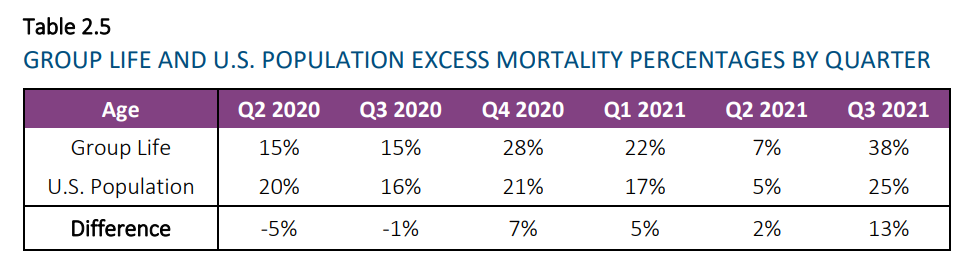 Table 2.5
GROUP LIFE AND U.S. POPULATION EXCESS MORTALITY PERCENTAGES BY QUARTER
Age Q2 2020 Q3 2020 Q4 2020 Q1 2021 Q2 2021 Q3 2021
Group Life 15% 15% 28% 22% 7% 38%
U.S. Population 20% 16% 21% 17% 5% 25%
Difference -5% -1% 7% 5% 2% 13%